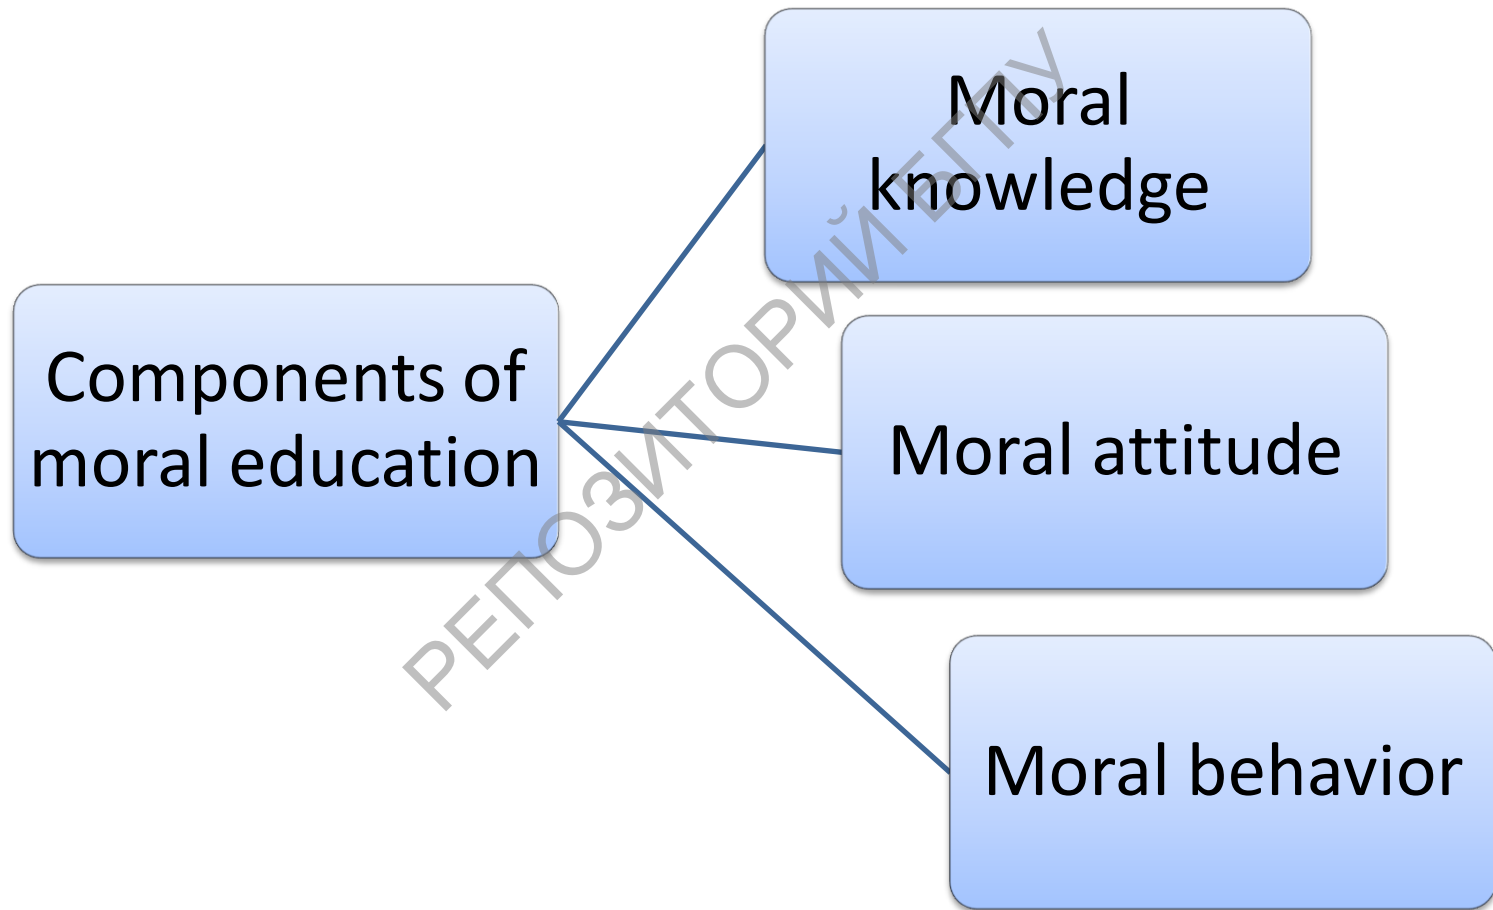 Moral
knowledge
Components of
moral education
Moral attitude
Moral behavior
РЕПОЗИТОРИЙ БГПУ